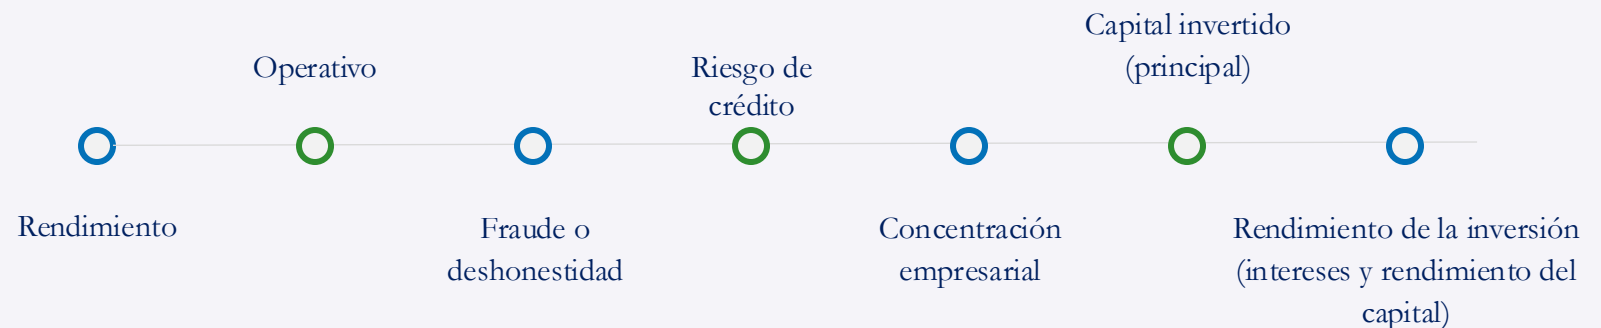 Rendimiento
Operativo
Fraude o
deshonestidad
Riesgo de
crédito
Concentración
empresarial
Capital invertido
(principal)
Rendimiento de la inversión
(intereses y rendimiento del
capital)